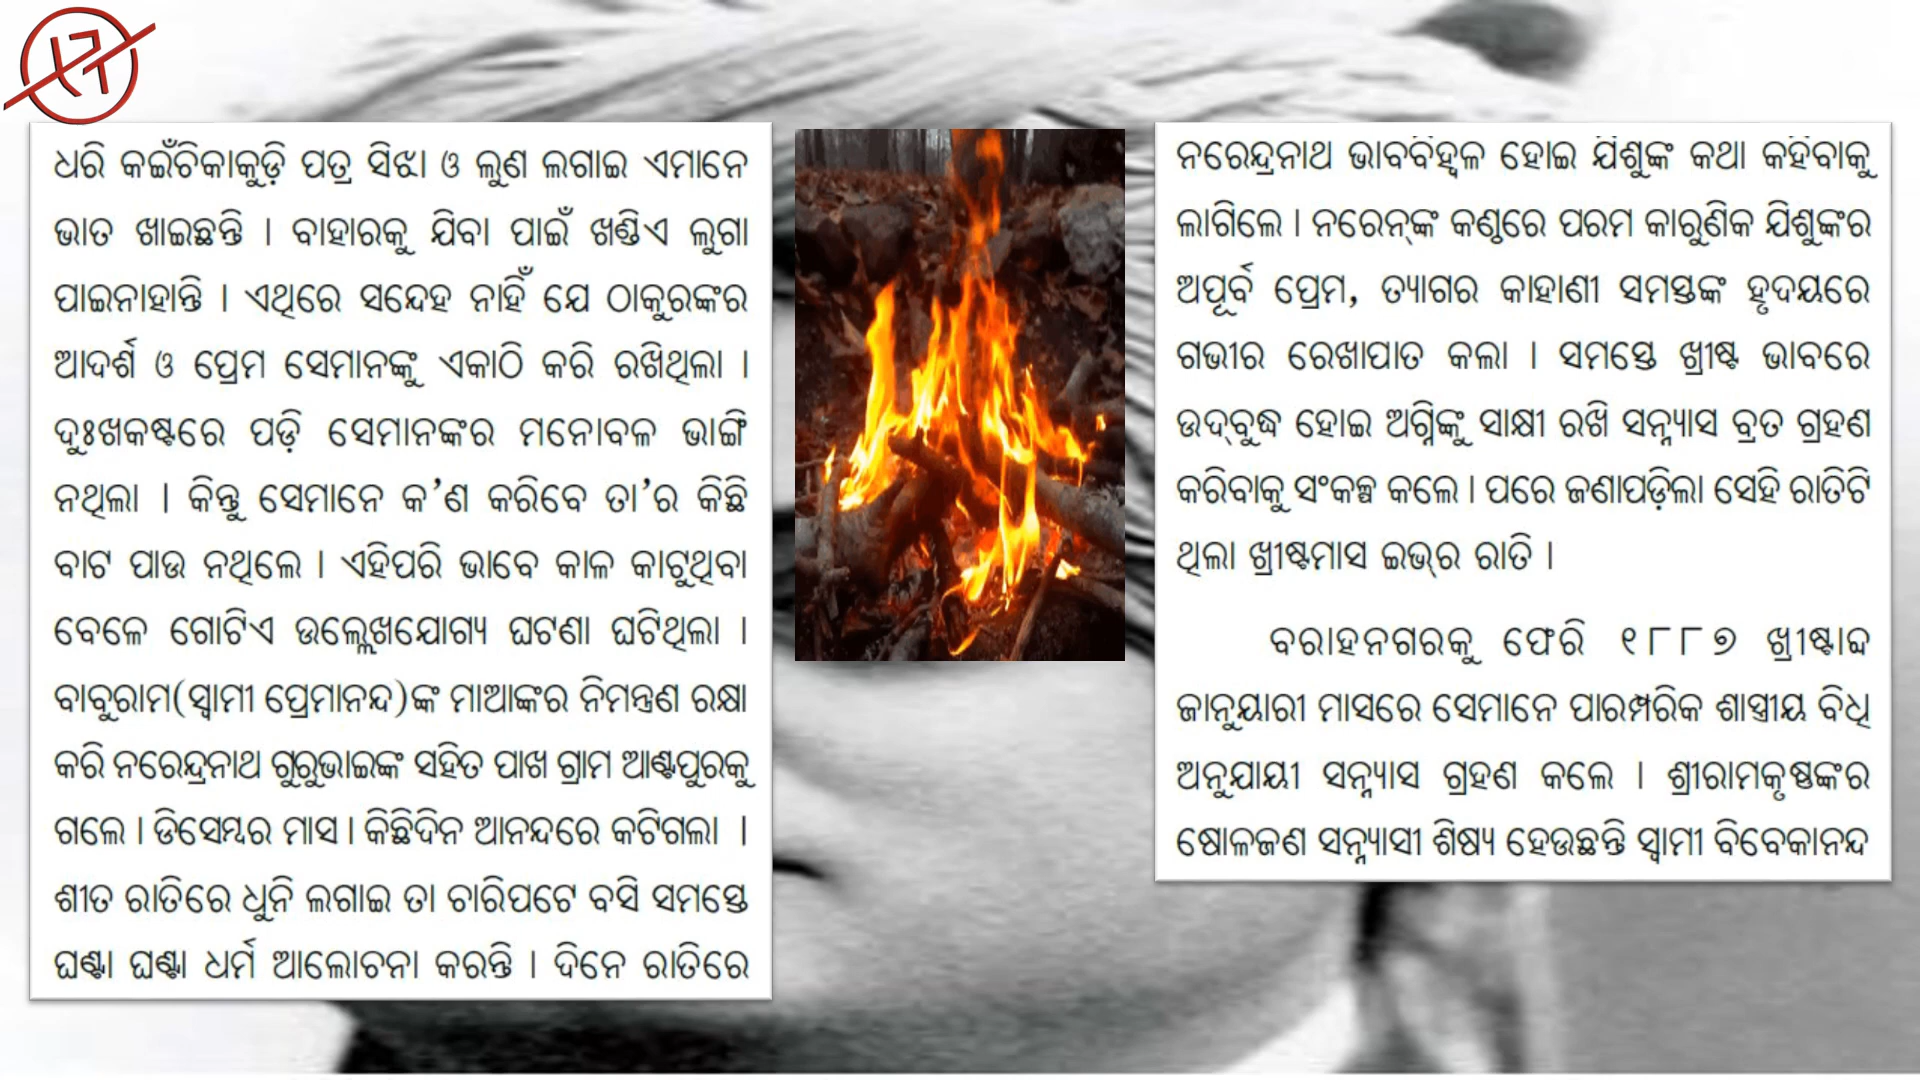 ଧରି କଇଁଚିକାକୁଡ଼ି ପତ୍ର ସିଝା ଓ ଲୁଣ ଲଗାଇ ଏମାନେ
ଭାତ ଖାଇଛନ୍ତି । ବାହାରକୁ ଯିବା ପାଇଁ ଖଣ୍ଡିଏ ଲୁଗା
ପାଇନାହାନ୍ତି । ଏଥିରେ ସନ୍ଦେହ ନାହିଁ ଯେ ଠାକୁରଙ୍କର
ଆଦର୍ଶ ଓ ପ୍ରେମ ସେମାନଙ୍କୁ ଏକାଠି କରି ରଖିଥିଲା ।
ଦୁଃଖକଷ୍ଟରେ ପଡ଼ି ସେମାନଙ୍କର ମନୋବଳ ଭାଙ୍ଗି
ନଥିଲା । କିନ୍ତୁ ସେମାନେ କ’ଣ କରିବେ ତା’ର କିଛି
ବାଟ ପାଉ ନଥିଲେ । ଏହିପରି ଭାବେ କାଳ କାଟୁଥିବା
ବେଳେ ଗୋଟିଏ ଉଲ୍ଲେଖଯୋଗ୍ୟ ଘଟଣା ଘଟିଥିଲା ।
ବାବୁରାମ(ସ୍ୱାମୀ ପ୍ରେମାନନ୍ଦ)ଙ୍କ ମାଆଙ୍କର ନିମନ୍ତ୍ରଣ ରକ୍ଷା
କରି ନରେନ୍ଦ୍ରନାଥ ଗୁରୁଭାଇଙ୍କ ସହିତ ପାଖ ଗ୍ରାମ ଆଣ୍ଟପୁରକୁ
ଗଲେ । ଡିସେମ୍ବର ମାସ । କିଛିଦିନ ଆନନ୍ଦରେ କଟିଗଲା ।
ଶୀତ ରାତିରେ ଧୁନି ଲଗାଇ ତା ଚାରିପଟେ ବସି ସମସ୍ତେ
ଘଣ୍ଟା ଘଣ୍ଟା ଧର୍ମ ଆଲୋଚନା କରନ୍ତି । ଦିନେ ରାତିରେ
ନରେନ୍ଦ୍ରନାଥ ଭାବବିହ୍ୱଳ ହୋଇ ଯିଶୁଙ୍କ କଥା କହିବାକୁ
ଲାଗିଲେ । ନରେନ୍‌ଙ୍କ କଣ୍ଠରେ ପରମ କାରୁଣିକ ଯିଶୁଙ୍କର
ଅପୂର୍ବ ପ୍ରେମ, ତ୍ୟାଗର କାହାଣୀ ସମସ୍ତଙ୍କ ହୃଦୟରେ
ଗଭୀର ରେଖାପାତ କଲା । ସମସ୍ତେ ଖ୍ରୀଷ୍ଟ ଭାବରେ
ଉଦ୍‌ବୁଦ୍ଧ ହୋଇ ଅଗ୍ନିଙ୍କୁ ସାକ୍ଷୀ ରଖି ସନ୍ନ୍ୟାସ ବ୍ରତ ଗ୍ରହଣ
କରିବାକୁ ସଂକଳ୍ପ କଲେ । ପରେ ଜଣାପଡ଼ିଲା ସେହି ରାତିଟି
ଥିଲା ଖ୍ରୀଷ୍ଟମାସ ଇଭ୍‌ର ରାତି ।
ବରାହନଗରକୁ ଫେରି ୧୮୮୭ ଖ୍ରୀଷ୍ଟାବ୍ଦ
ଜାନୁୟାରୀ ମାସରେ ସେମାନେ ପାରମ୍ପରିକ ଶାସ୍ତ୍ରୀୟ ବିଧି
ଅନୁଯାୟୀ ସନ୍ନ୍ୟାସ ଗ୍ରହଣ କଲେ । ଶ୍ରୀରାମକୃଷ୍ଣଙ୍କର
ଷୋଳଜଣ ସନ୍ନ୍ୟାସୀ ଶିଷ୍ୟ ହେଉଛନ୍ତି ସ୍ୱାମୀ ବିବେକାନନ୍ଦ